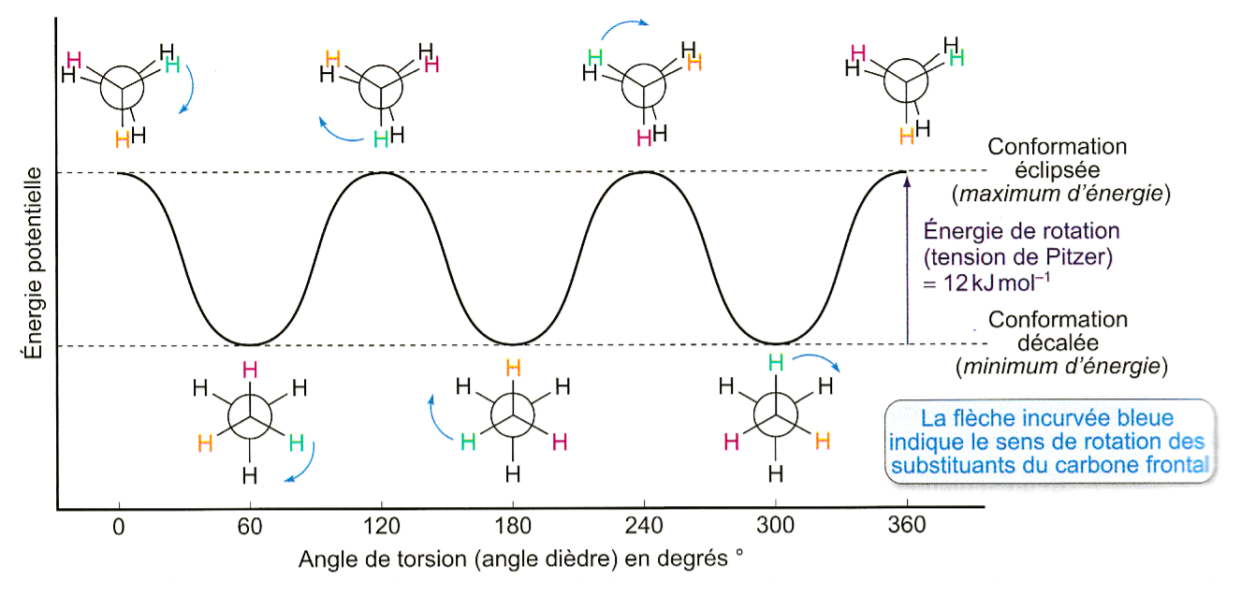 H H H H H H
H H H H H H
H H H H H H
H H H H H H
Énergie potentielle
Conformation
éclipsée
(maximum d'énergie)
Énergie de rotation
(tension de Pitzer)
= 12 kJ mol⁻¹
Conformation
décalée
(minimum d'énergie)
H H H H H H
H H H H H H
H H H H H H
La flèche incurvée bleue
indique le sens de rotation des
substituants du carbone frontal
0 60 120 180 240 300 360
Angle de torsion (angle dièdre) en degrés °